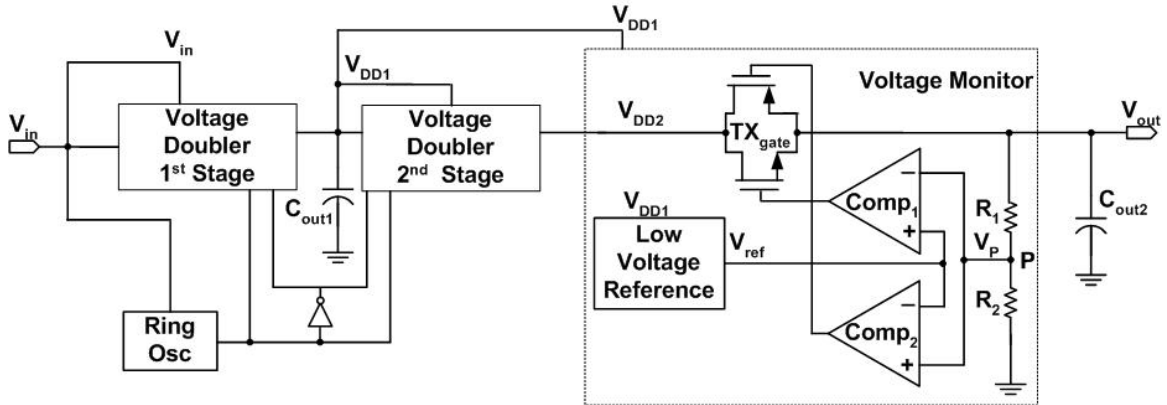 V_in
V_in
Voltage
Doubler
1st Stage
V_DD1
C_out1
Voltage
Doubler
2nd Stage
V_DD1
V_DD2
Ring
Osc
Voltage Monitor
TX_gate
V_DD1
Low
Voltage
Reference
V_ref
Comp_1
−
+
Comp_2
−
+
V_P
P
R_1
R_2
V_out
C_out2